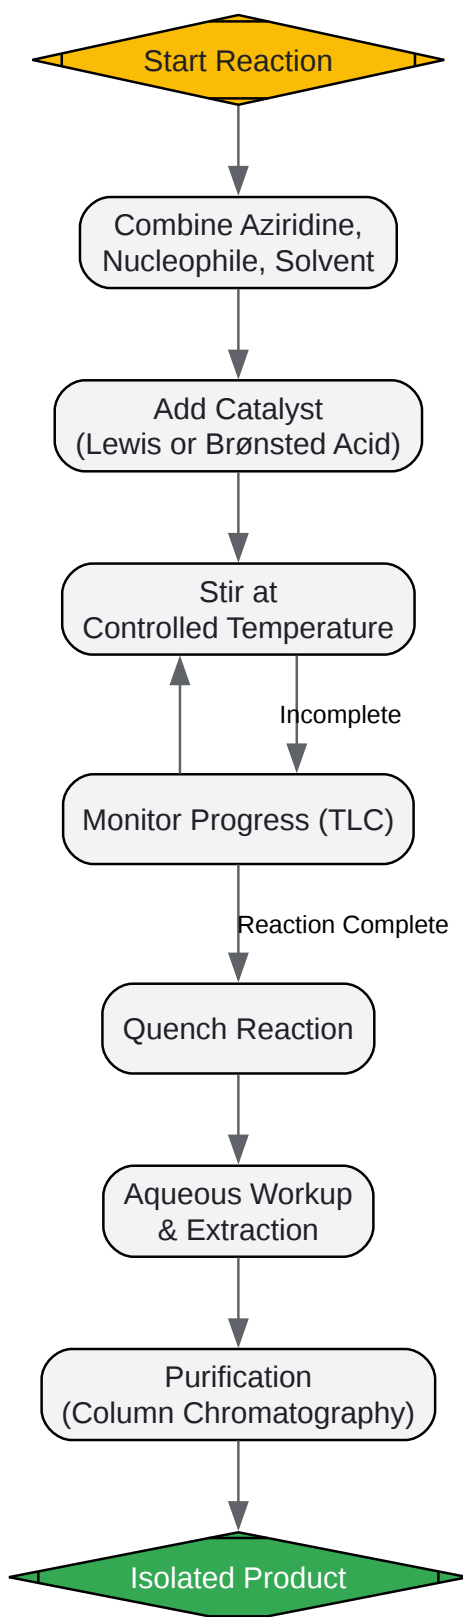 Start Reaction
Combine Aziridine,
Nucleophile, Solvent
Add Catalyst
(Lewis or Brønsted Acid)
Stir at
Controlled Temperature
Incomplete
Monitor Progress (TLC)
Reaction Complete
Quench Reaction
Aqueous Workup
& Extraction
Purification
(Column Chromatography)
Isolated Product